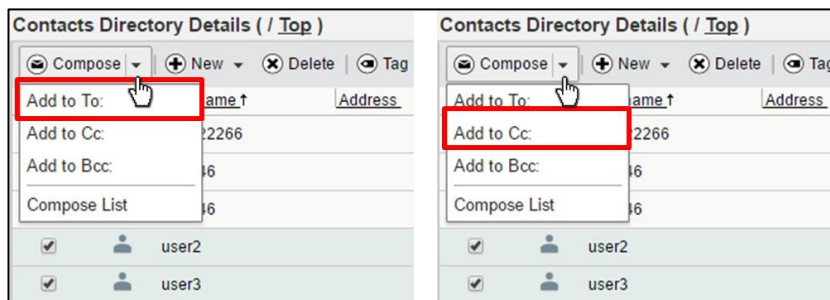 Contacts Directory Details ( / Top )
Compose New Delete Tag
Add to To: ame↑ Address
Add to Cc: 22266
Add to Bcc: 46
Compose List 46
user2
user3
Contacts Directory Details ( / Top )
Compose New Delete Tag
Add to To: ame↑ Address
Add to Cc: 2266
Add to Bcc: 46
Compose List 46
user2
user3